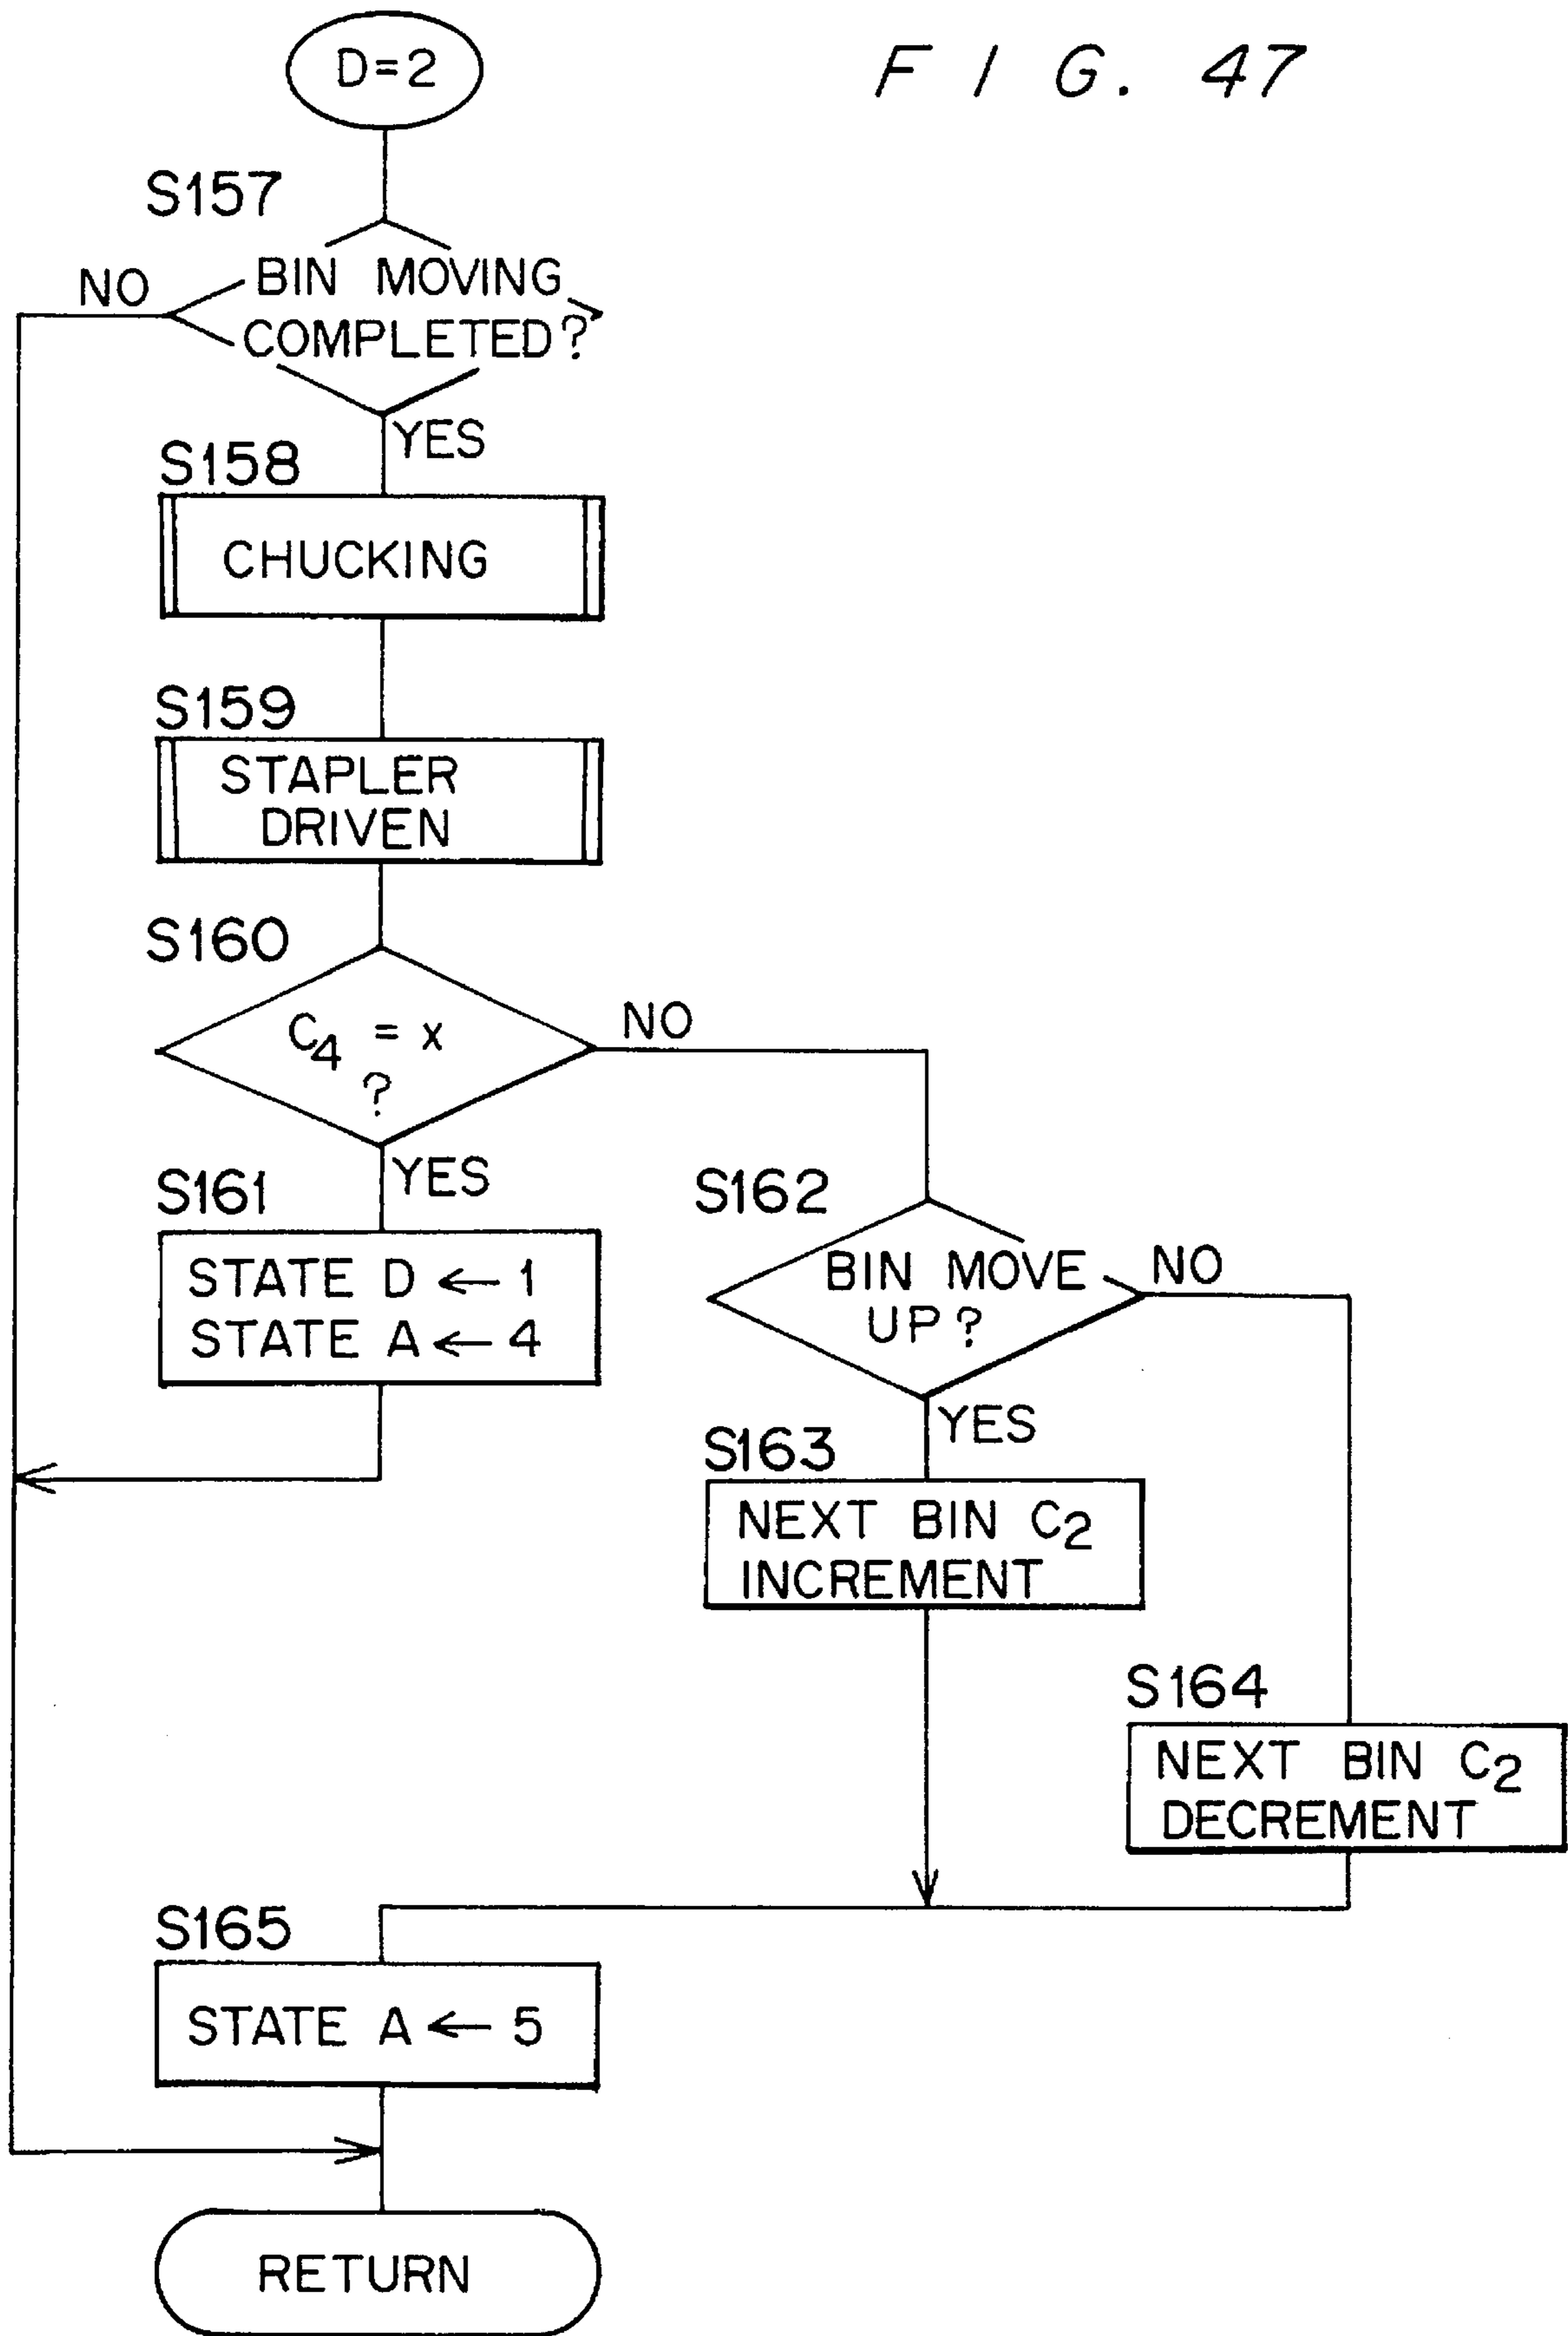 D=2
F I G. 47
S157
BIN MOVING
COMPLETED?
NO
YES
S158
CHUCKING
S159
STAPLER
DRIVEN
S160
C₄ = x
?
NO
YES
S161
STATE D ← 1
STATE A ← 4
S162
BIN MOVE
UP?
NO
YES
S163
NEXT BIN C₂
INCREMENT
S164
NEXT BIN C₂
DECREMENT
S165
STATE A ← 5
RETURN